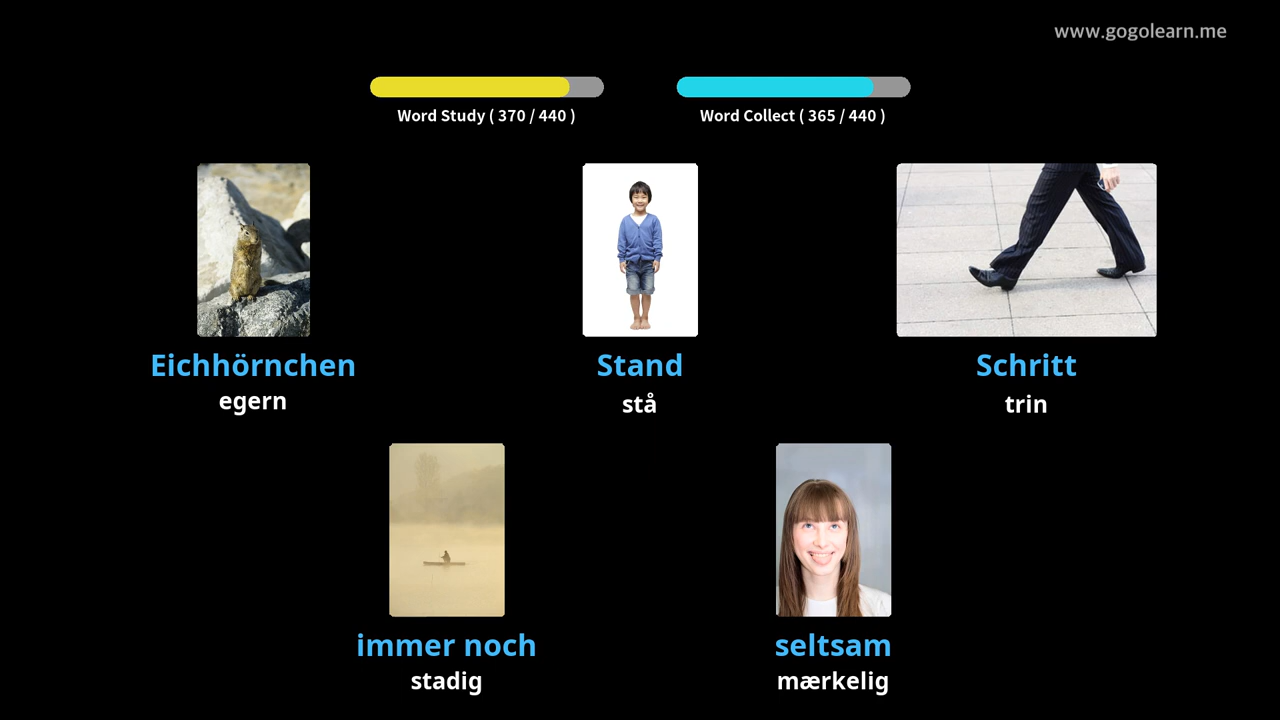 www.gogolearn.me
Word Study ( 370 / 440 )
Word Collect ( 365 / 440 )
Eichhörnchen
egern
Stand
stå
Schritt
trin
immer noch
stadig
seltsam
mærkelig